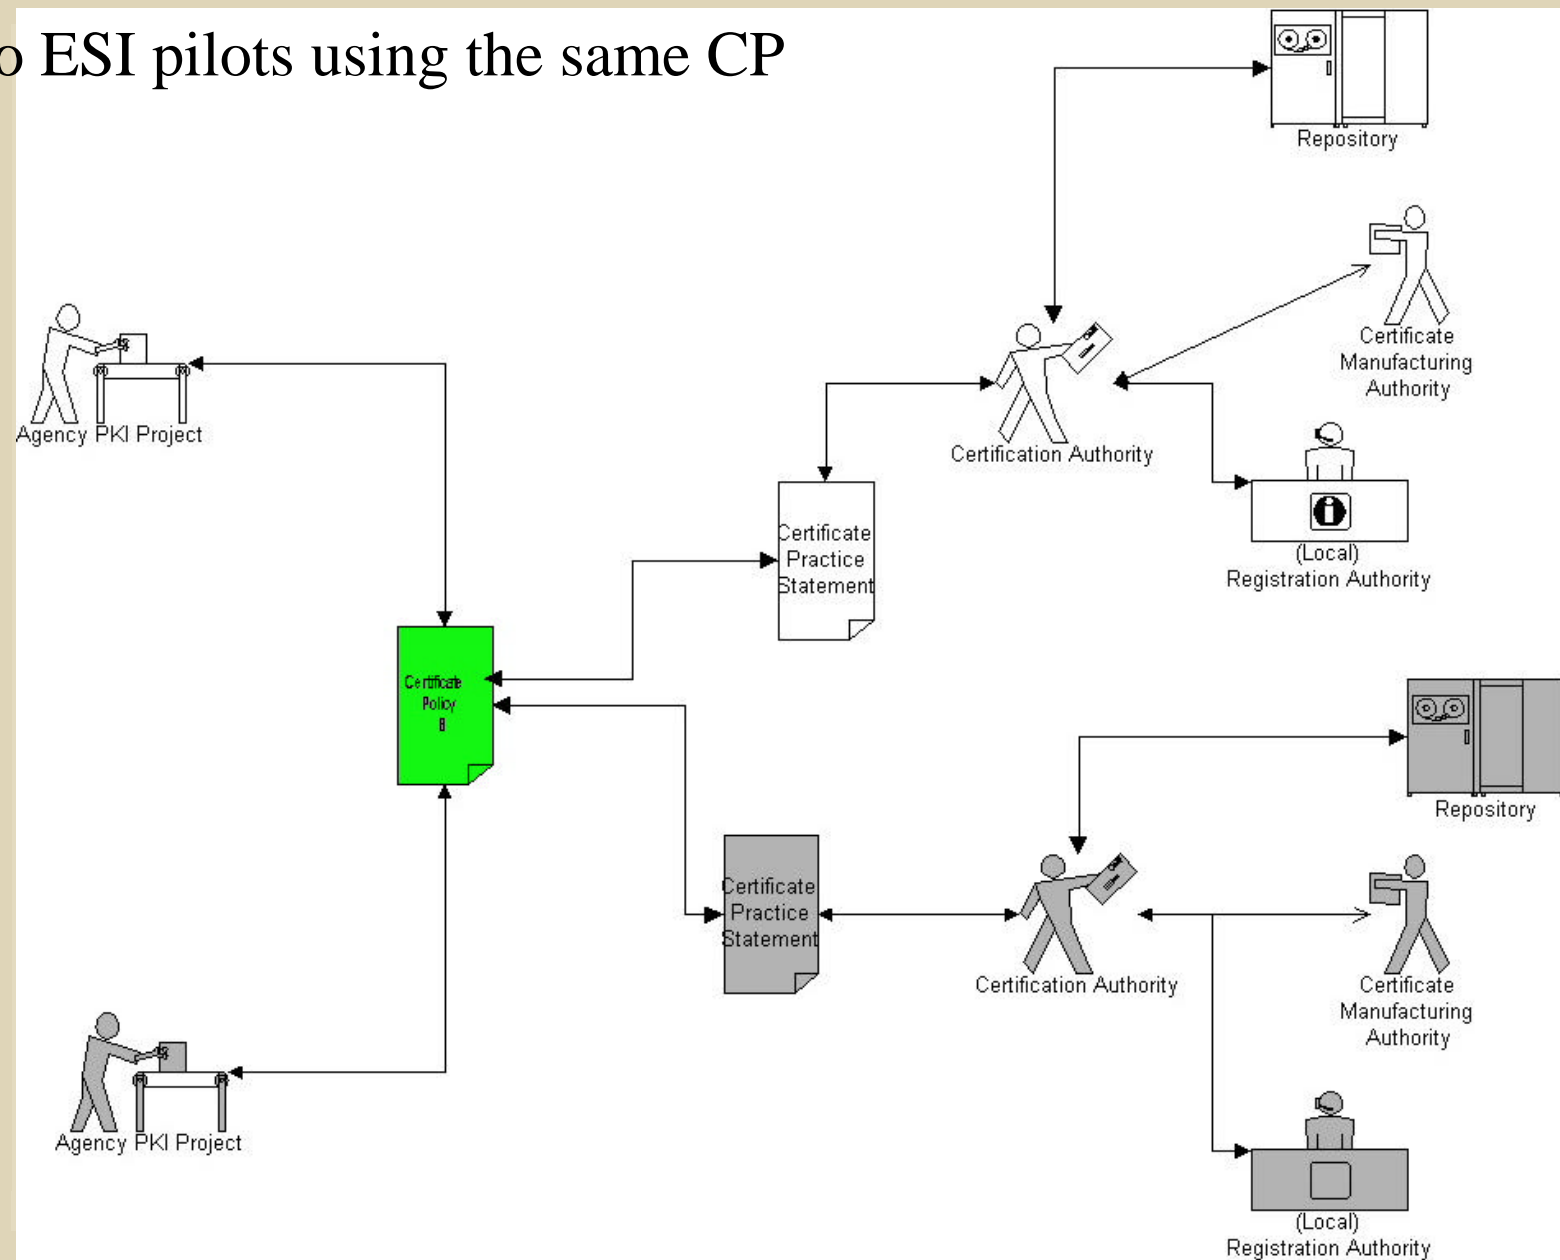 o ESI pilots using the same CP
Repository
Certificate
Manufacturing
Authority
Agency PKI Project
Certification Authority
Certificate
Practice
Statement
(Local)
Registration Authority
Certificate
Policy
B
Repository
Certificate
Practice
Statement
Certification Authority
Certificate
Manufacturing
Authority
Agency PKI Project
(Local)
Registration Authority